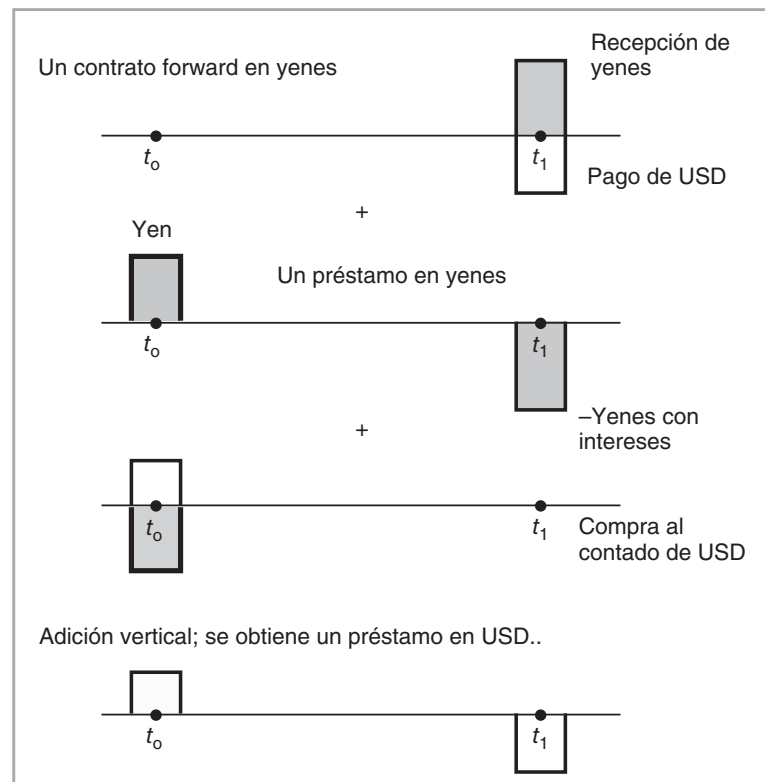 Recepción de
yenes
Un contrato forward en yenes
t₀
t₁
Pago de USD
+
Yen
Un préstamo en yenes
t₀
t₁
–Yenes con
intereses
+
t₀
t₁
Compra al
contado de USD
Adición vertical; se obtiene un préstamo en USD..
t₀
t₁